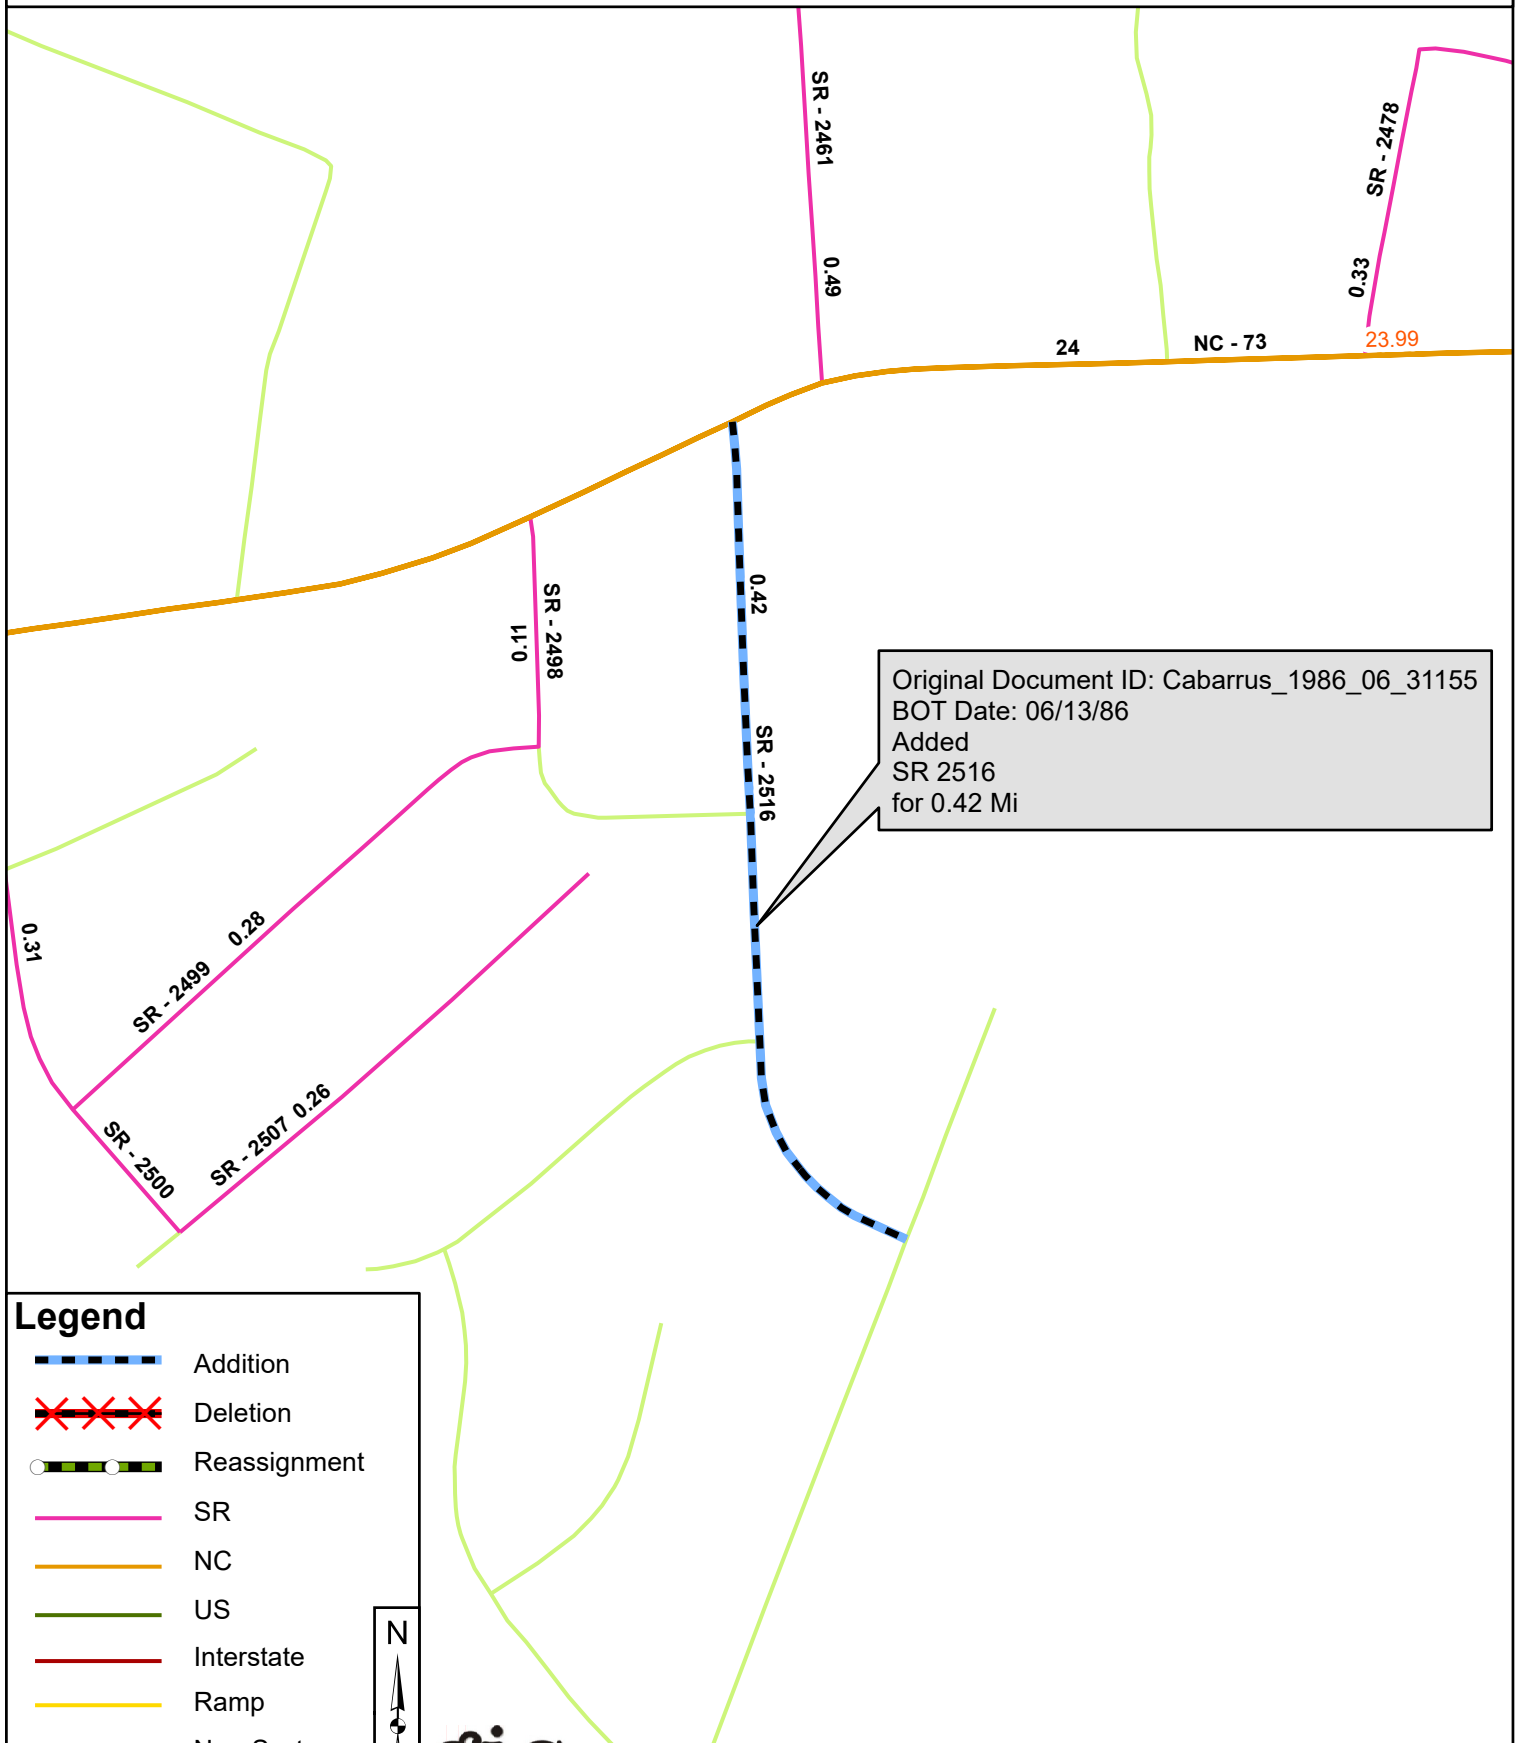 SR - 2461
0.49
SR - 2478
0.33
23.99
24
NC - 73
0.42
SR - 2516
SR - 2498
0.11
Original Document ID: Cabarrus_1986_06_31155
BOT Date: 06/13/86
Added
SR 2516
for 0.42 Mi
0.31
0.28
SR - 2499
SR - 2500
SR - 2507 0.26
Legend
Addition
Deletion
Reassignment
SR
NC
US
Interstate
Ramp
N